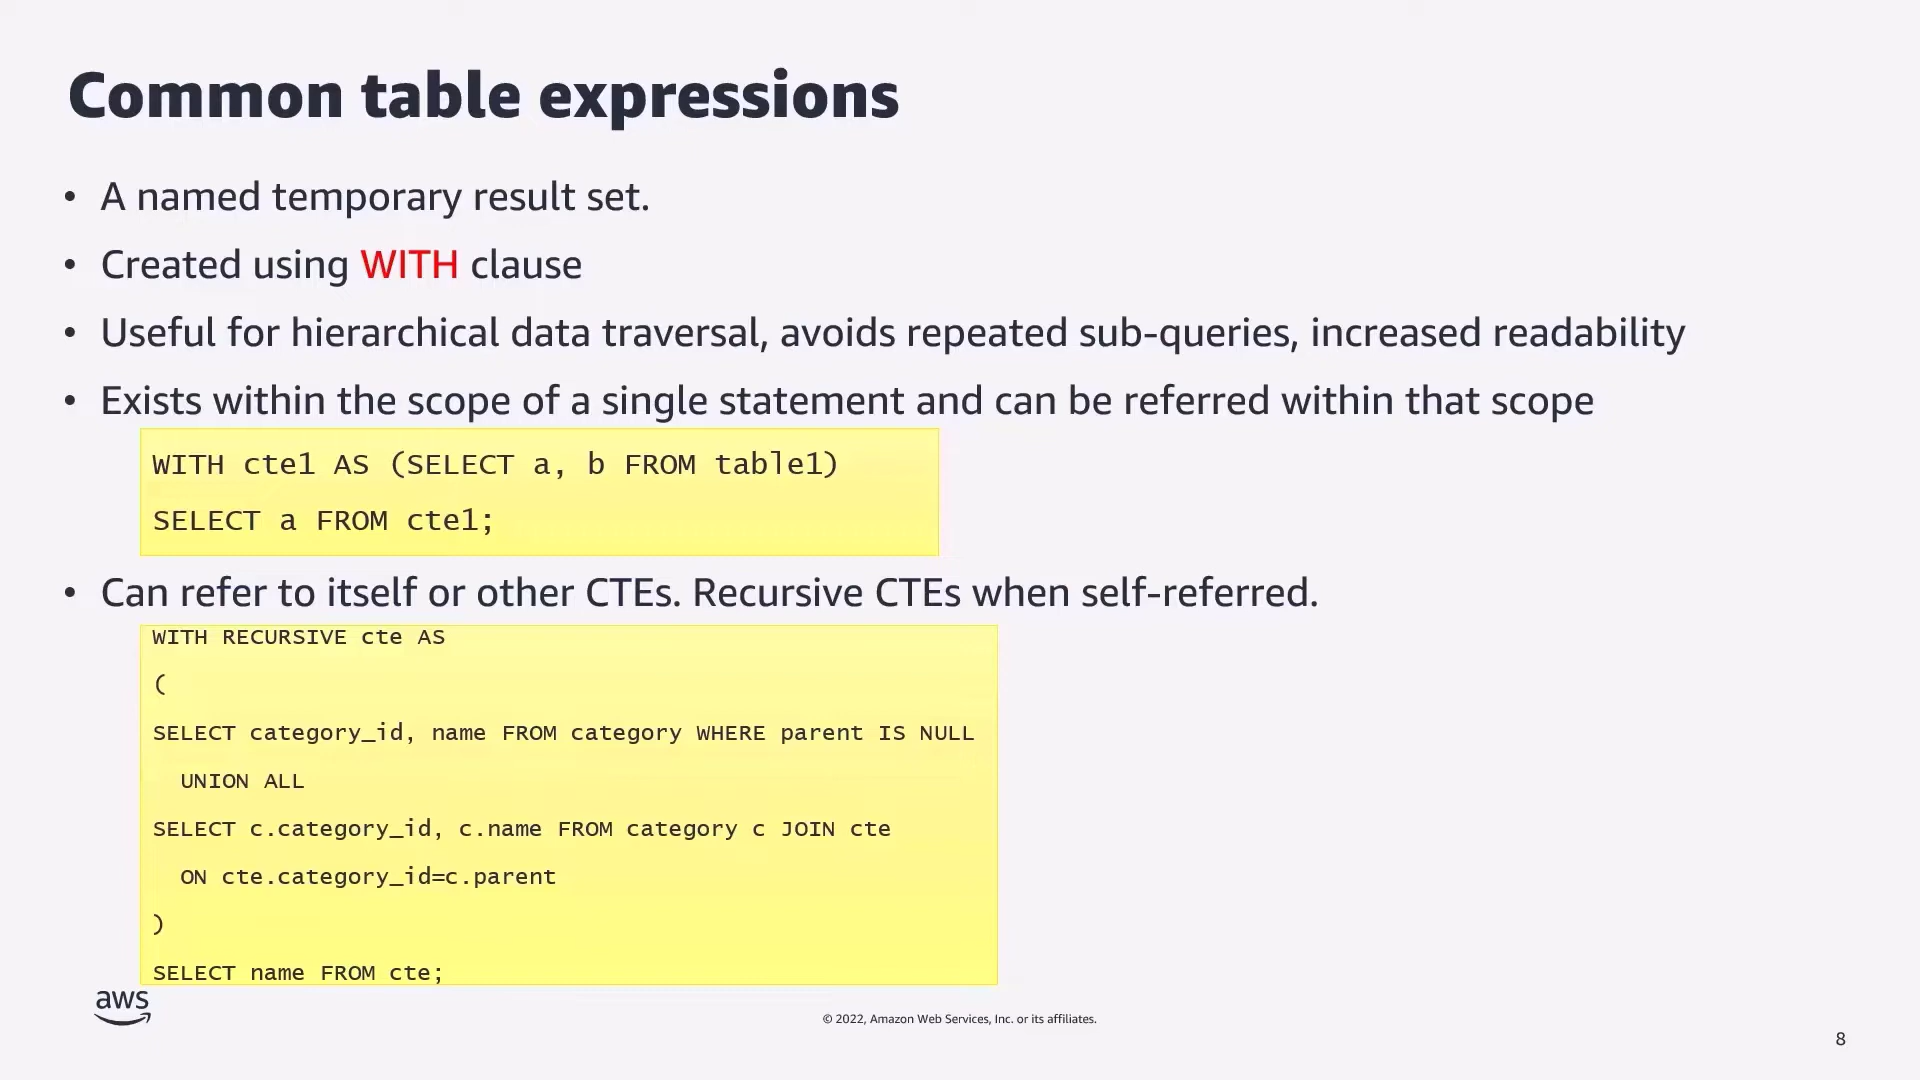 Common table expressions
• A named temporary result set.
• Created using WITH clause
• Useful for hierarchical data traversal, avoids repeated sub-queries, increased readability
• Exists within the scope of a single statement and can be referred within that scope
WITH cte1 AS (SELECT a, b FROM table1)
SELECT a FROM cte1;
• Can refer to itself or other CTEs. Recursive CTEs when self-referred.
WITH RECURSIVE cte AS
(
SELECT category_id, name FROM category WHERE parent IS NULL
UNION ALL
SELECT c.category_id, c.name FROM category c JOIN cte
ON cte.category_id=c.parent
)
SELECT name FROM cte;
aws
© 2022, Amazon Web Services, Inc. or its affiliates.
8